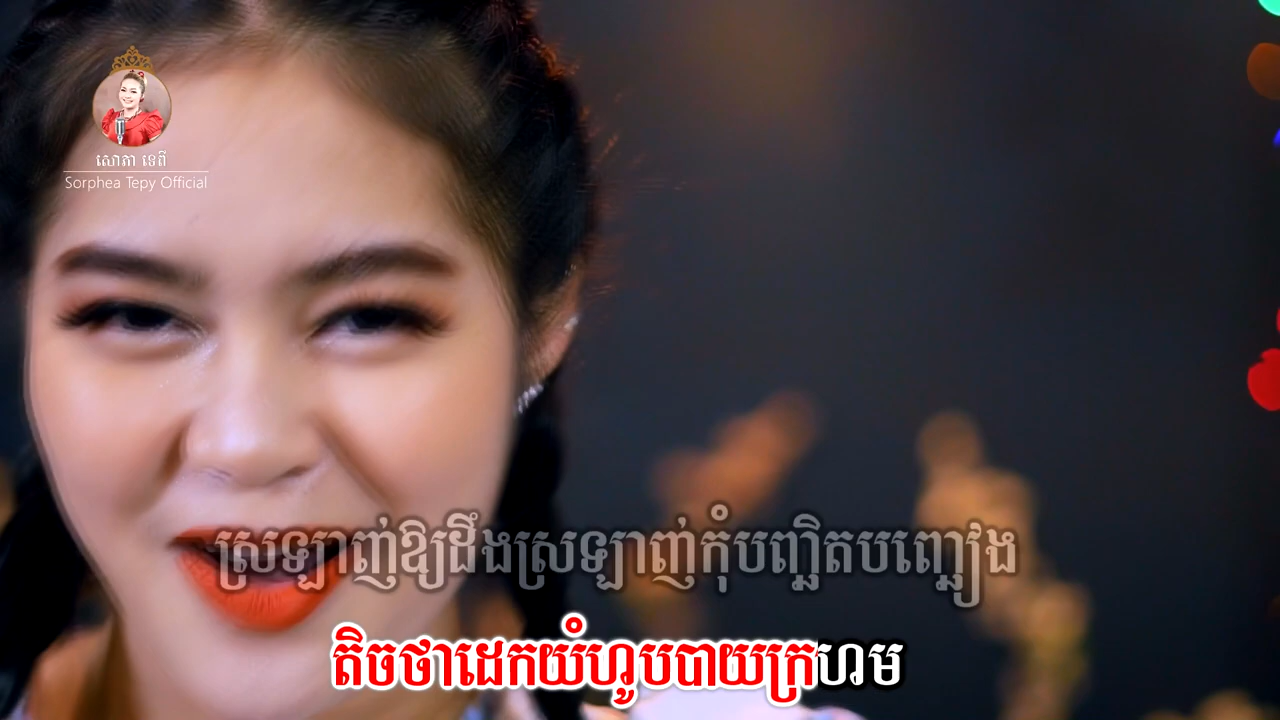 សោភា ទេពី
Sorphea Tepy Official
ស្រឡាញ់ឱ្យដឹងស្រឡាញ់កុំបញ្ឆិតបញ្ឆៀង
តិចថាដេកយំហូបបាយក្រហម